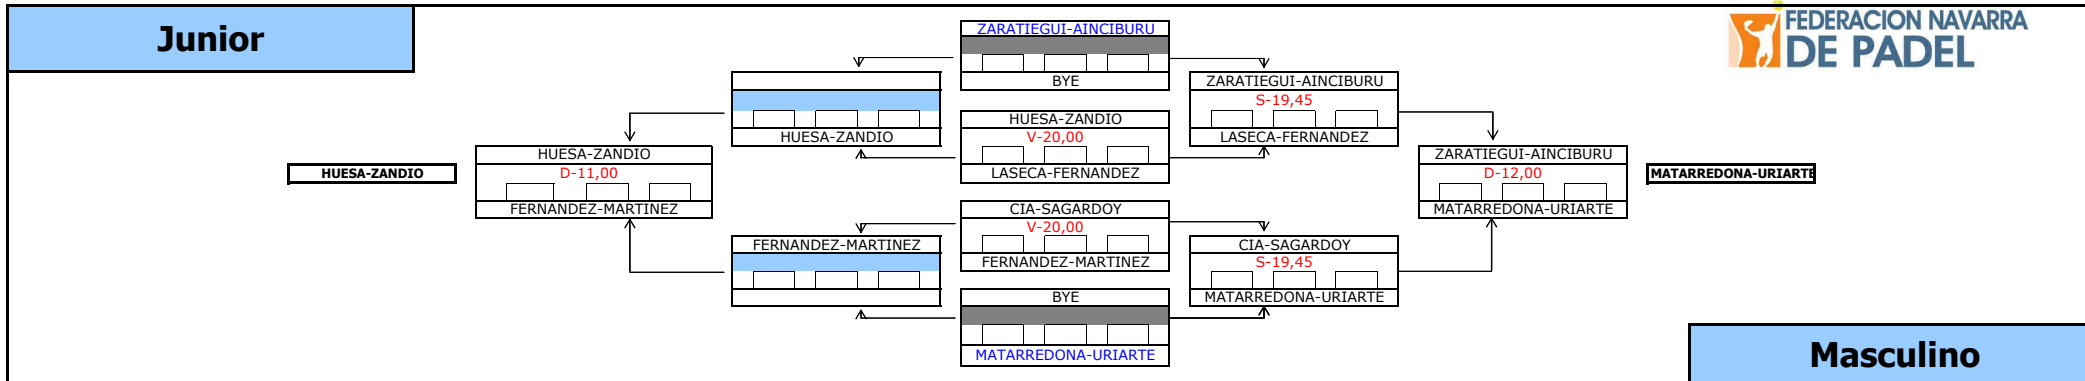 Junior
FEDERACION NAVARRA
DE PADEL
ZARATIEGUI-AINCIBURU
BYE
HUESA-ZANDIO
ZARATIEGUI-AINCIBURU
S-19,45
LASECA-FERNANDEZ
HUESA-ZANDIO
V-20,00
LASECA-FERNANDEZ
HUESA-ZANDIO
HUESA-ZANDIO
D-11,00
FERNANDEZ-MARTINEZ
ZARATIEGUI-AINCIBURU
D-12,00
MATARREDONA-URIARTE
MATARREDONA-URIARTE
CIA-SAGARDOY
V-20,00
FERNANDEZ-MARTINEZ
FERNANDEZ-MARTINEZ
CIA-SAGARDOY
S-19,45
MATARREDONA-URIARTE
BYE
MATARREDONA-URIARTE
Masculino